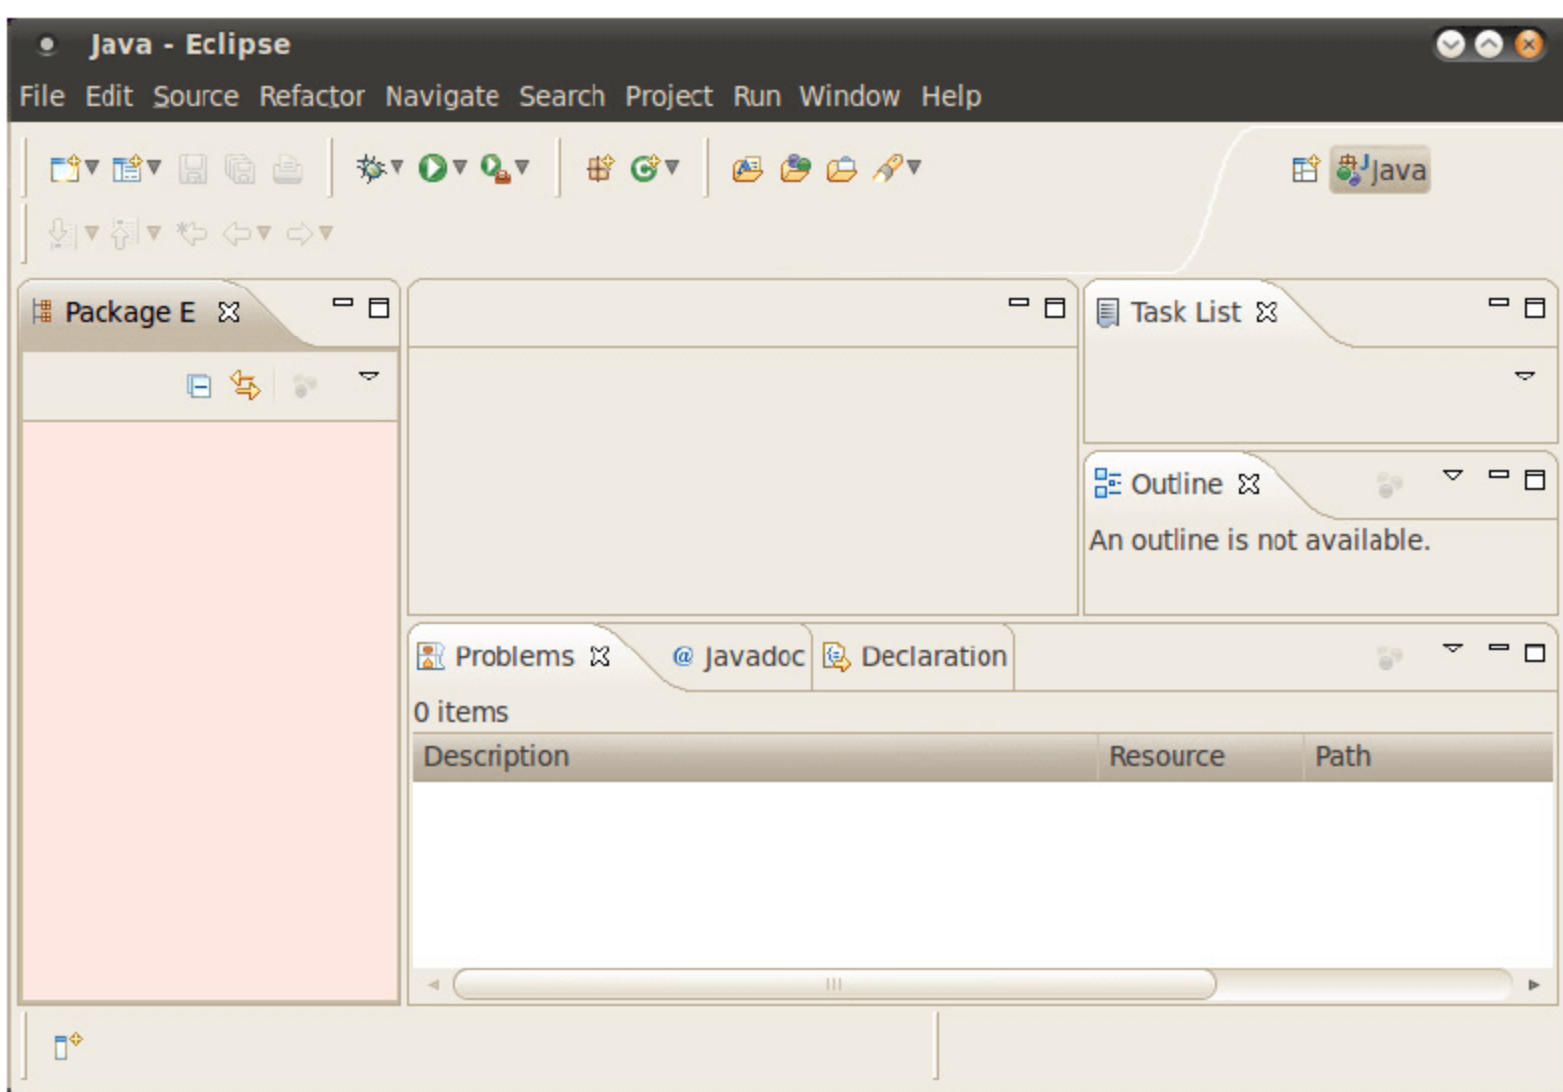 Java - Eclipse
File Edit Source Refactor Navigate Search Project Run Window Help
Java
Package E
Task List
Outline
An outline is not available.
Problems @ Javadoc Declaration
0 items
Description Resource Path